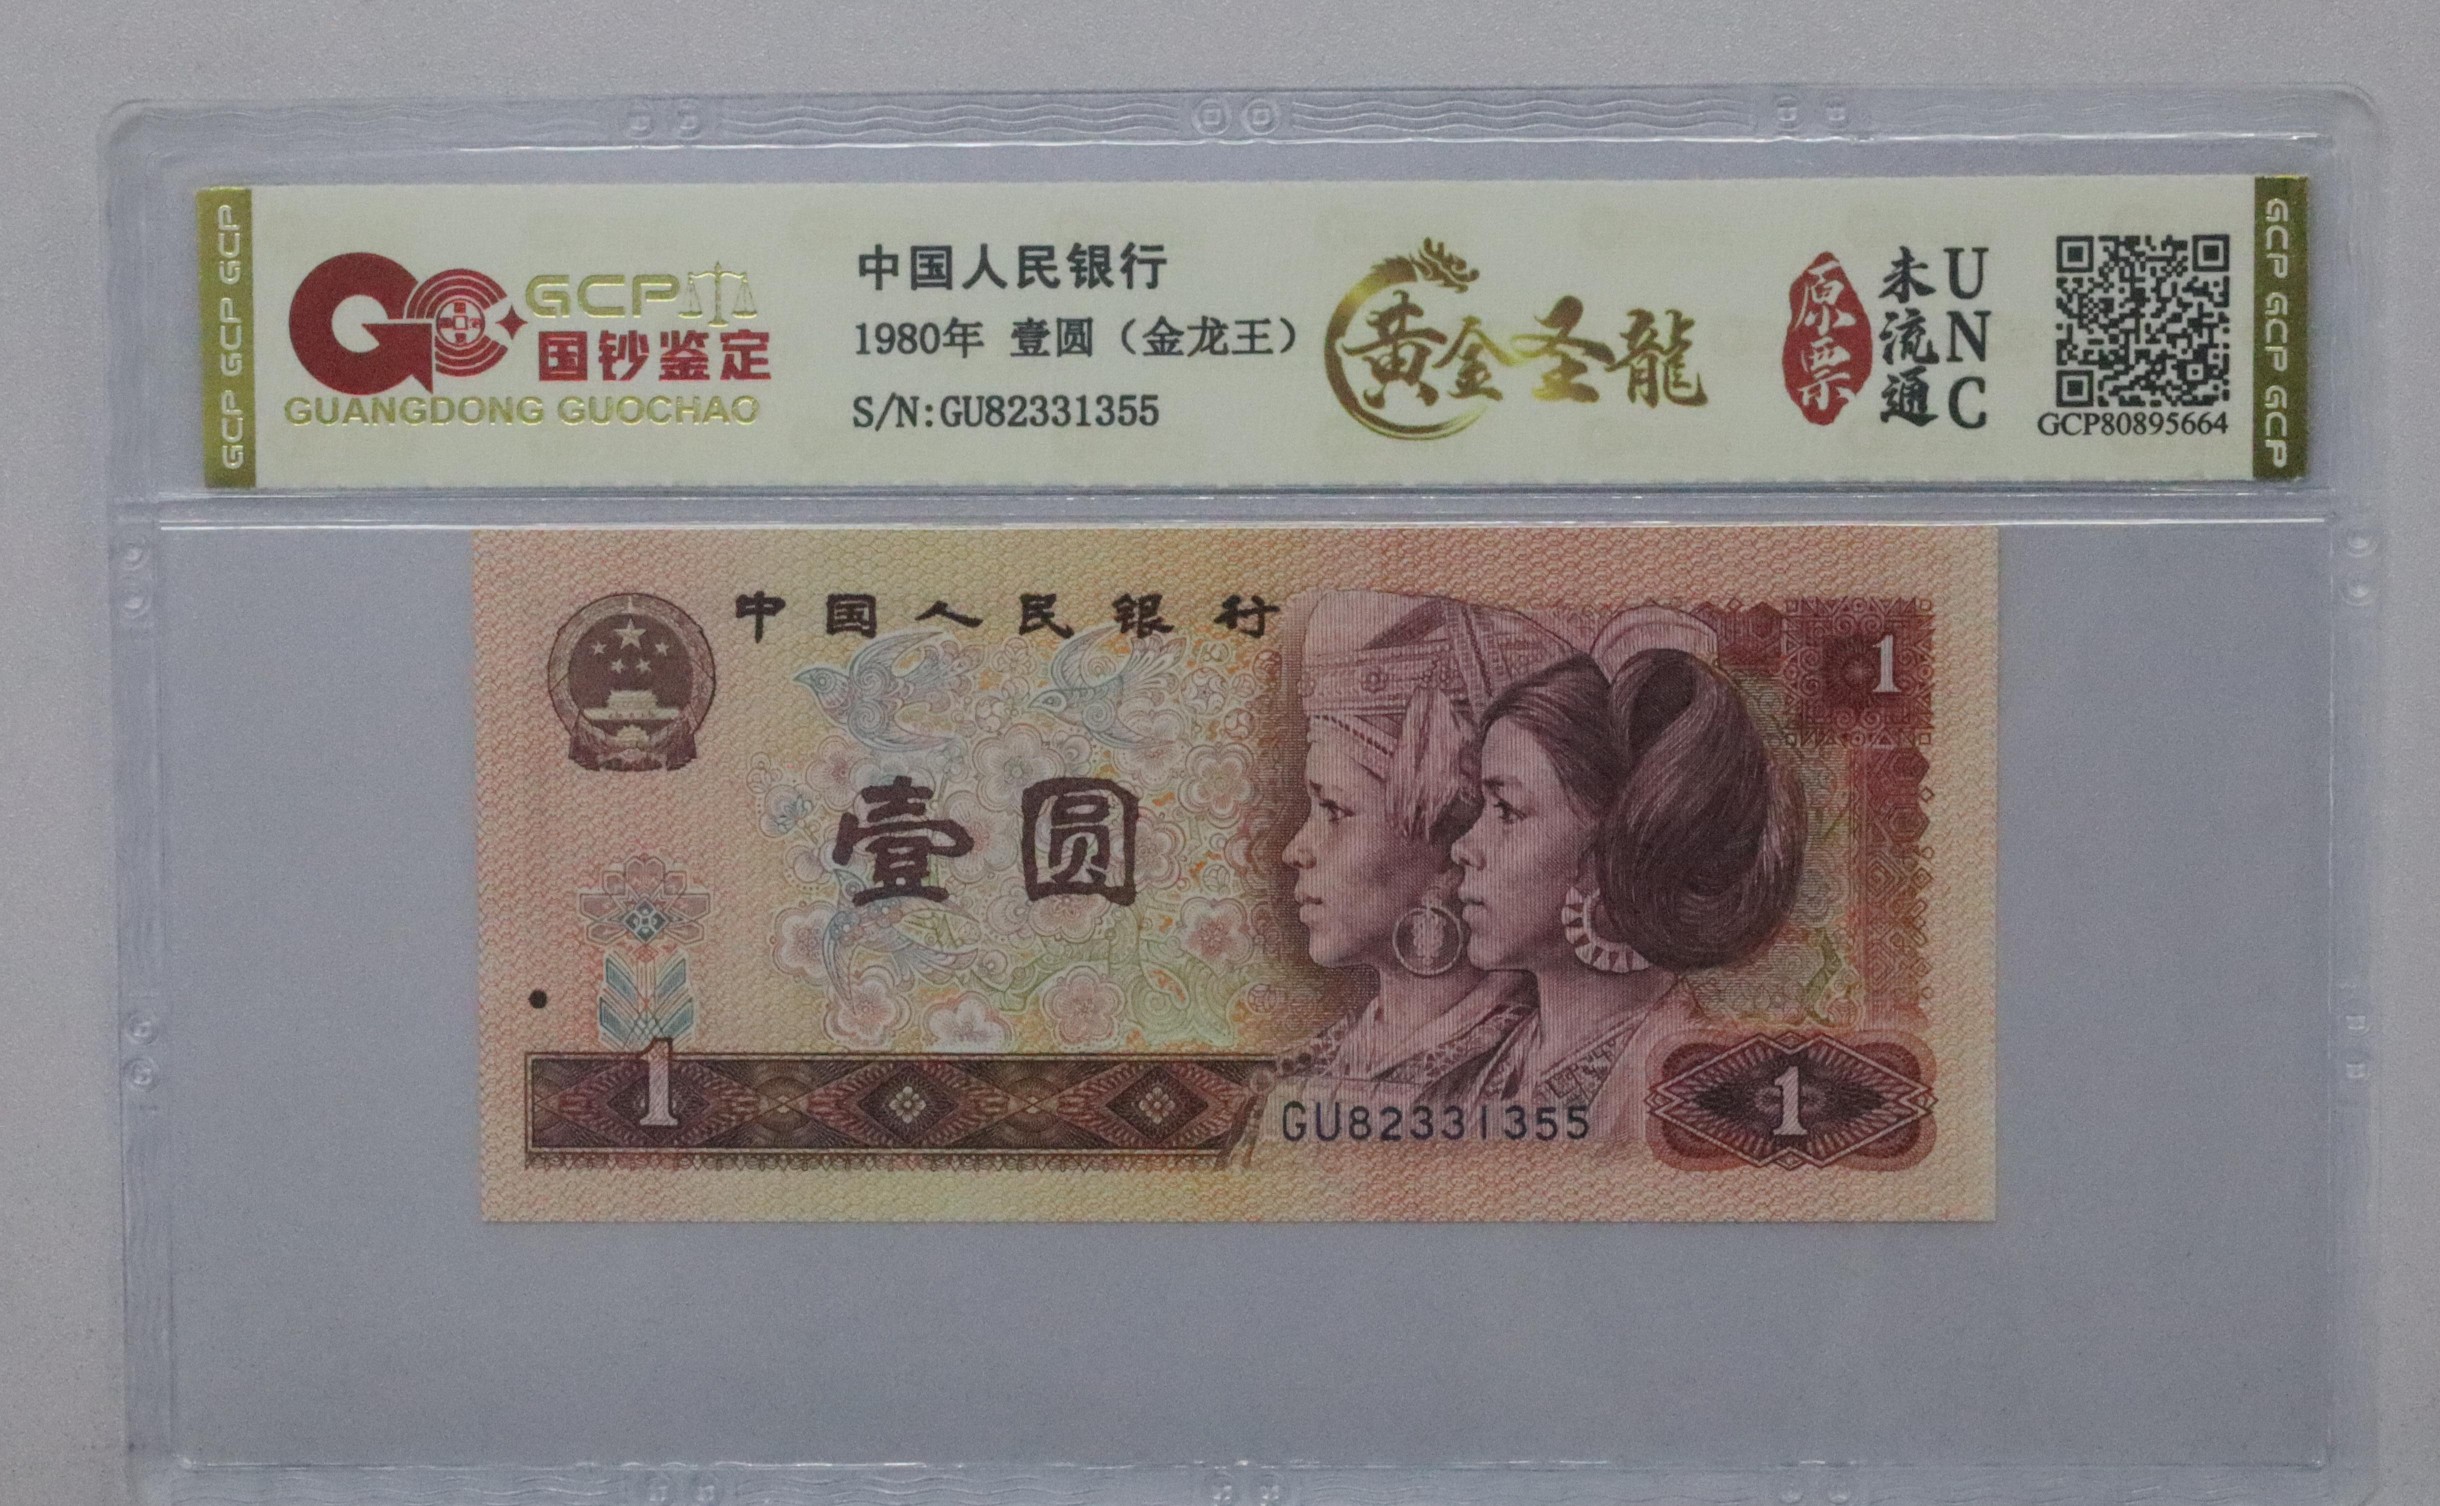 GCP GCP GCP
GCP
国钞鉴定
GUANGDONG GUOCHAO
中国人民银行
1980年 壹圆（金龙王）
S/N:GU82331355
黄金圣龍
原票
未流通
UNC
GCP80895664
GCP GCP GCP
中国人民银行
壹圆
1
1
GU82331355
1